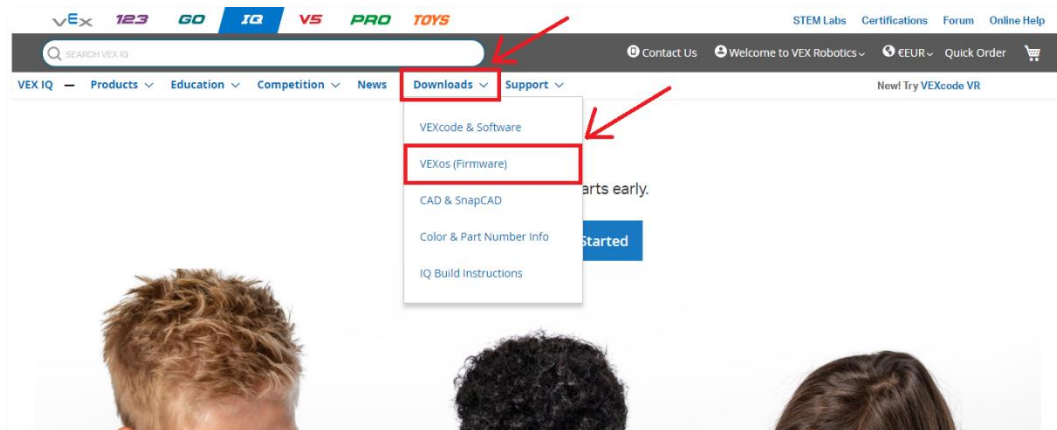 VEX 123 GO IQ V5 PRO TOYS STEM Labs Certifications Forum Online Help
SEARCH VEX IQ Contact Us Welcome to VEX Robotics €EUR Quick Order
VEX IQ — Products Education Competition News Downloads Support New! Try VEXcode VR
VEXcode & Software
VEXos (Firmware)
arts early.
CAD & SnapCAD
Color & Part Number Info
Started
IQ Build Instructions